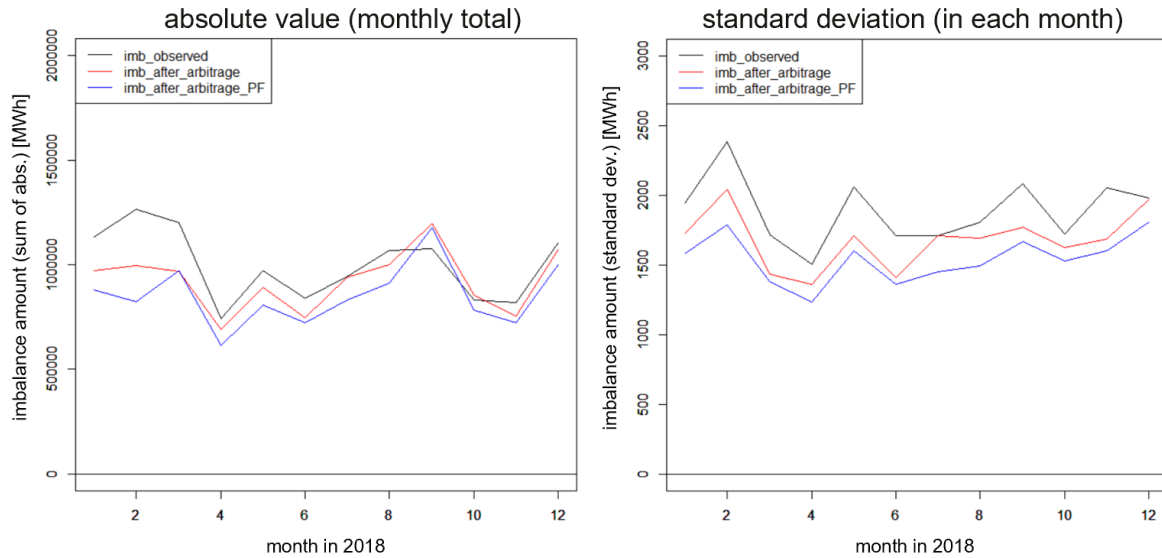 absolute value (monthly total)
imb_observed
imb_after_arbitrage
imb_after_arbitrage_PF
imbalance amount (sum of abs.) [MWh]
2000000
1500000
1000000
500000
0
2 4 6 8 10 12
month in 2018
standard deviation (in each month)
imb_observed
imb_after_arbitrage
imb_after_arbitrage_PF
imbalance amount (standard dev.) [MWh]
3000
2500
2000
1500
1000
500
0
2 4 6 8 10 12
month in 2018